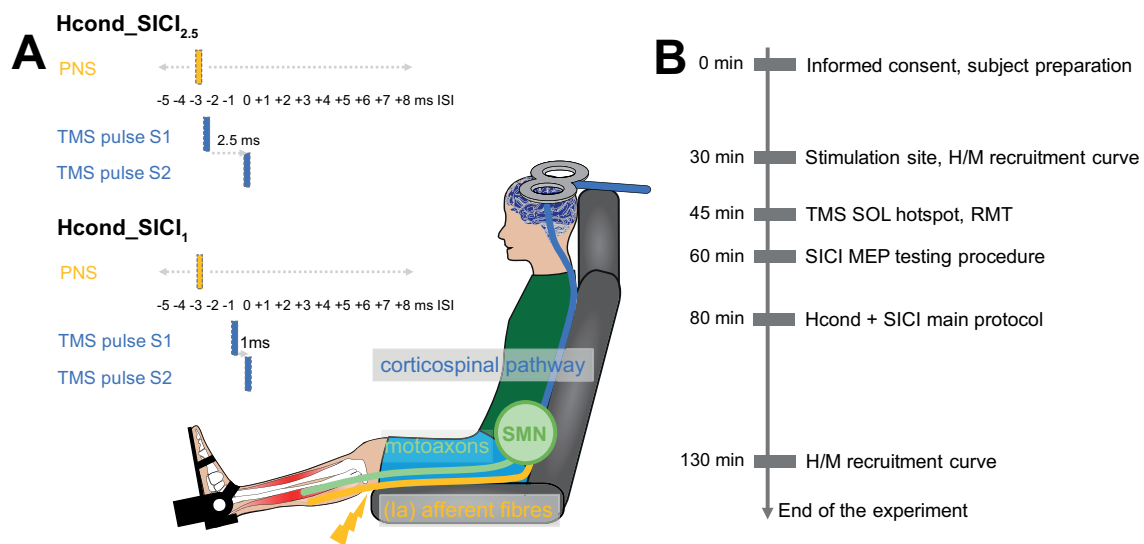 A
Hcond_SICI2.5
PNS
-5 -4 -3 -2 -1 0 +1 +2 +3 +4 +5 +6 +7 +8 ms ISI
TMS pulse S1
2.5 ms
TMS pulse S2
Hcond_SICI1
PNS
-5 -4 -3 -2 -1 0 +1 +2 +3 +4 +5 +6 +7 +8 ms ISI
TMS pulse S1
1ms
TMS pulse S2
corticospinal pathway
SMN
motoaxons
(Ia) afferent fibres
B
0 min Informed consent, subject preparation
30 min Stimulation site, H/M recruitment curve
45 min TMS SOL hotspot, RMT
60 min SICI MEP testing procedure
80 min Hcond + SICI main protocol
130 min H/M recruitment curve
End of the experiment